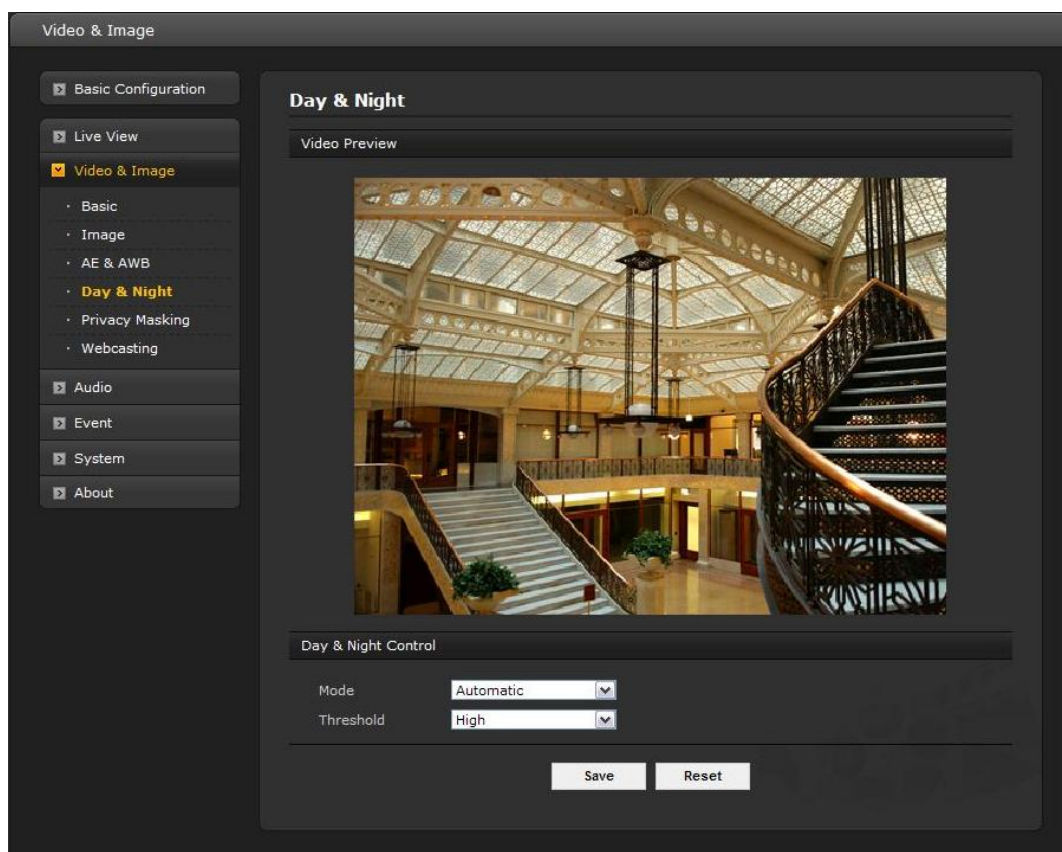 Video & Image
Basic Configuration
Live View
Video & Image
· Basic
· Image
· AE & AWB
· Day & Night
· Privacy Masking
· Webcasting
Audio
Event
System
About
Day & Night
Video Preview
Day & Night Control
Mode Automatic
Threshold High
Save Reset